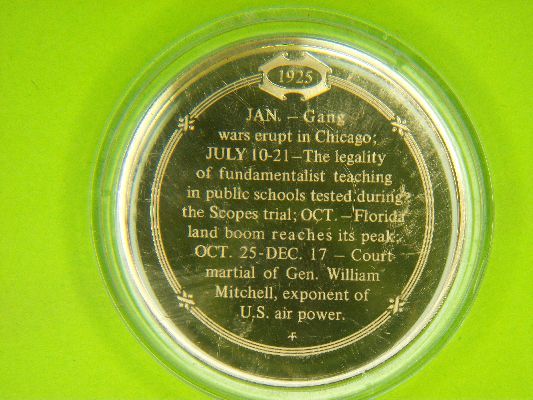 1925
JAN. – Gang
wars erupt in Chicago;
JULY 10-21–The legality
of fundamentalist teaching
in public schools tested during
the Scopes trial; OCT. –Florida
land boom reaches its peak;
OCT. 25-DEC. 17 – Court
martial of Gen. William
Mitchell, exponent of
U.S. air power.